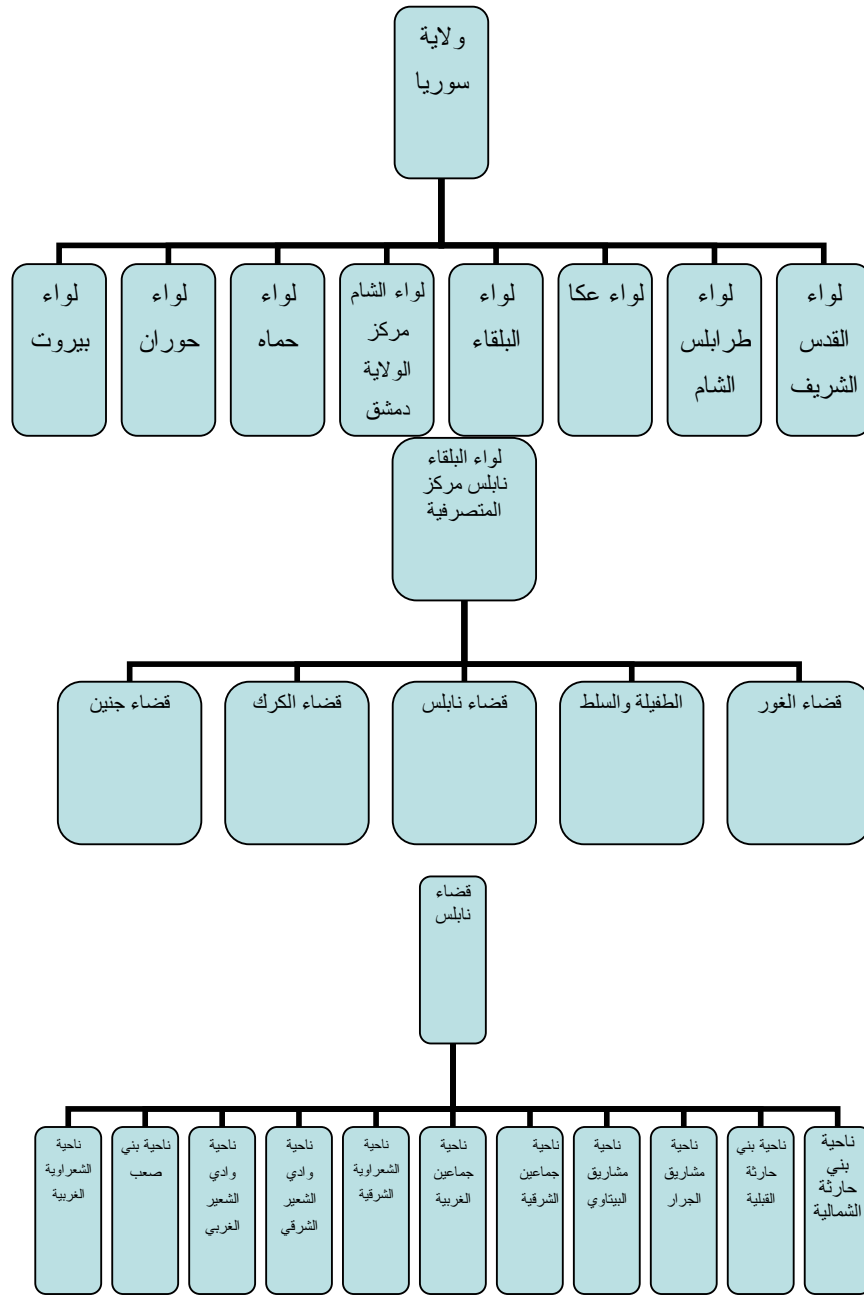 ولاية
سوريا
لواء
القدس
الشريف
لواء
طرابلس
الشام
لواء عكا
لواء
البلقاء
لواء الشام
مركز
الولاية
دمشق
لواء
حماه
لواء
حوران
لواء
بيروت
لواء البلقاء
نابلس مركز
المتصرفية
قضاء الغور
الطفيلة والسلط
قضاء نابلس
قضاء الكرك
قضاء جنين
قضاء
نابلس
ناحية
بني
حارثة
الشمالية
ناحية بني
حارثة
القبلية
ناحية
مشاريق
الجرار
ناحية
مشاريق
البيتاوي
ناحية
جماعين
الشرقية
ناحية
جماعين
الغربية
ناحية
الشعراوية
الشرقية
ناحية
وادي
الشعير
الشرقي
ناحية
وادي
الشعير
الغربي
ناحية بني
صعب
ناحية
الشعراوية
الغربية